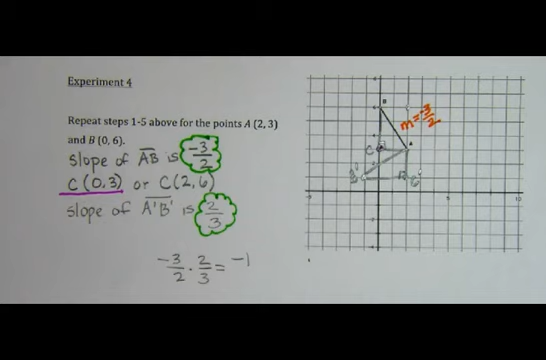 Experiment 4
Repeat steps 1-5 above for the points A (2, 3)
and B (0, 6).
slope of AB is -3/2
C(0,3) or C(2,6)
slope of A'B' is 2/3
-3/2 · 2/3 = -1
m = -3/2
B
A
C
B'
10